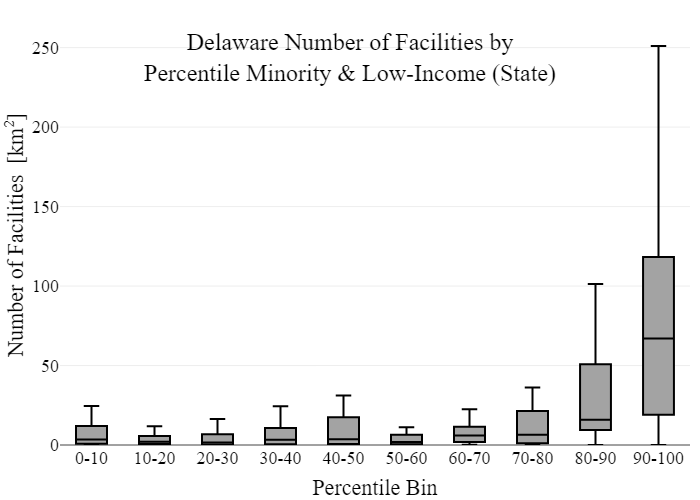 Delaware Number of Facilities by
Percentile Minority & Low-Income (State)
Number of Facilities [km²]
250
200
150
100
50
0
0-10 10-20 20-30 30-40 40-50 50-60 60-70 70-80 80-90 90-100
Percentile Bin